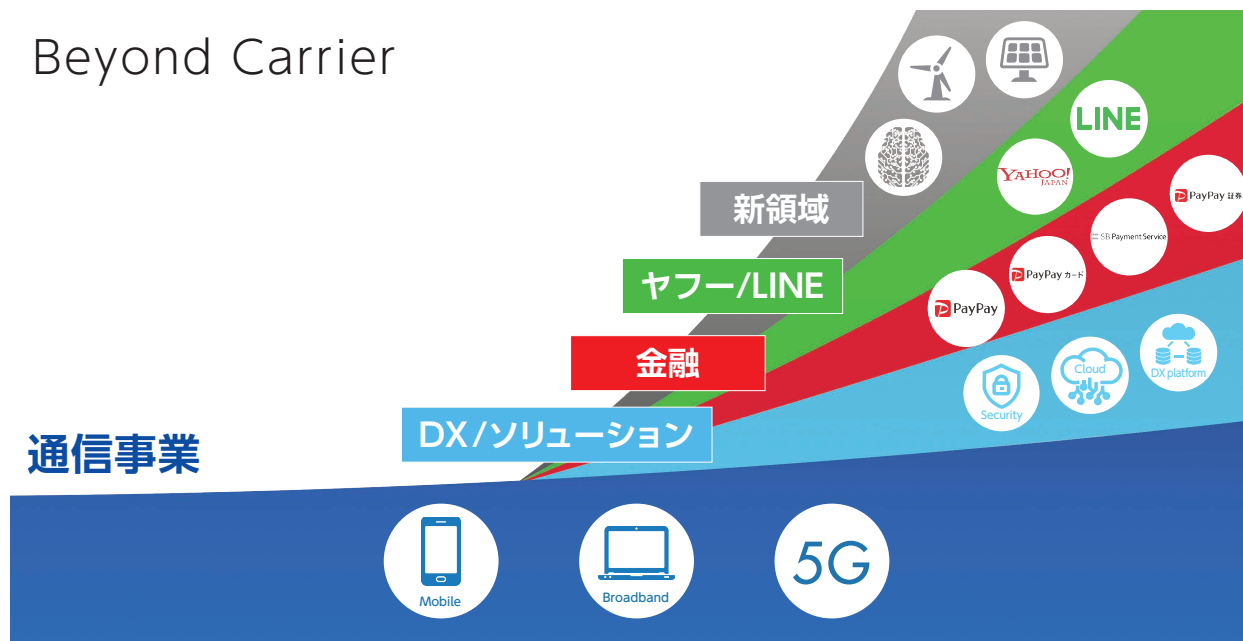 Beyond Carrier
LINE
YAHOO!
JAPAN
PayPay 証券
新領域
SB Payment Service
PayPay カード
ヤフー/LINE
PayPay
金融
Cloud
DX platform
Security
DX/ソリューション
通信事業
Mobile
Broadband
5G